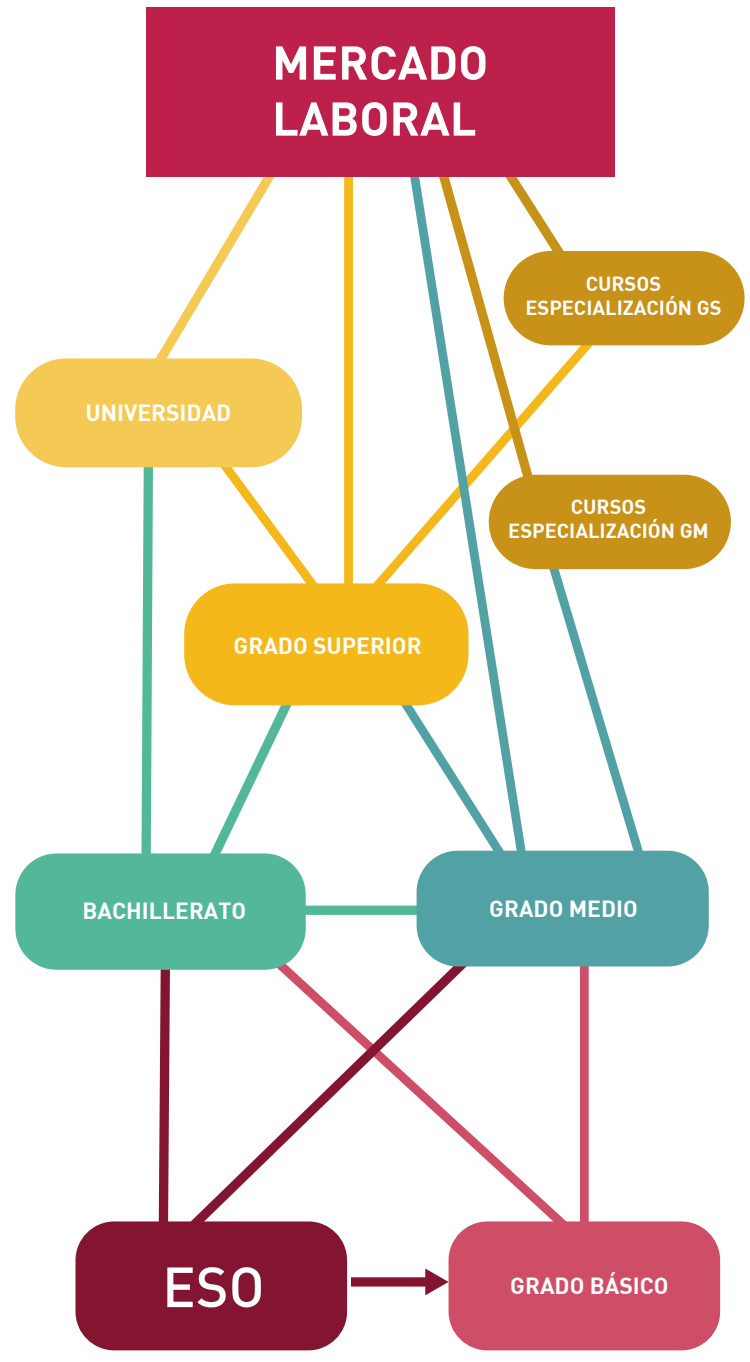 MERCADO
LABORAL
CURSOS
ESPECIALIZACIÓN GS
UNIVERSIDAD
CURSOS
ESPECIALIZACIÓN GM
GRADO SUPERIOR
BACHILLERATO
GRADO MEDIO
ESO
GRADO BÁSICO